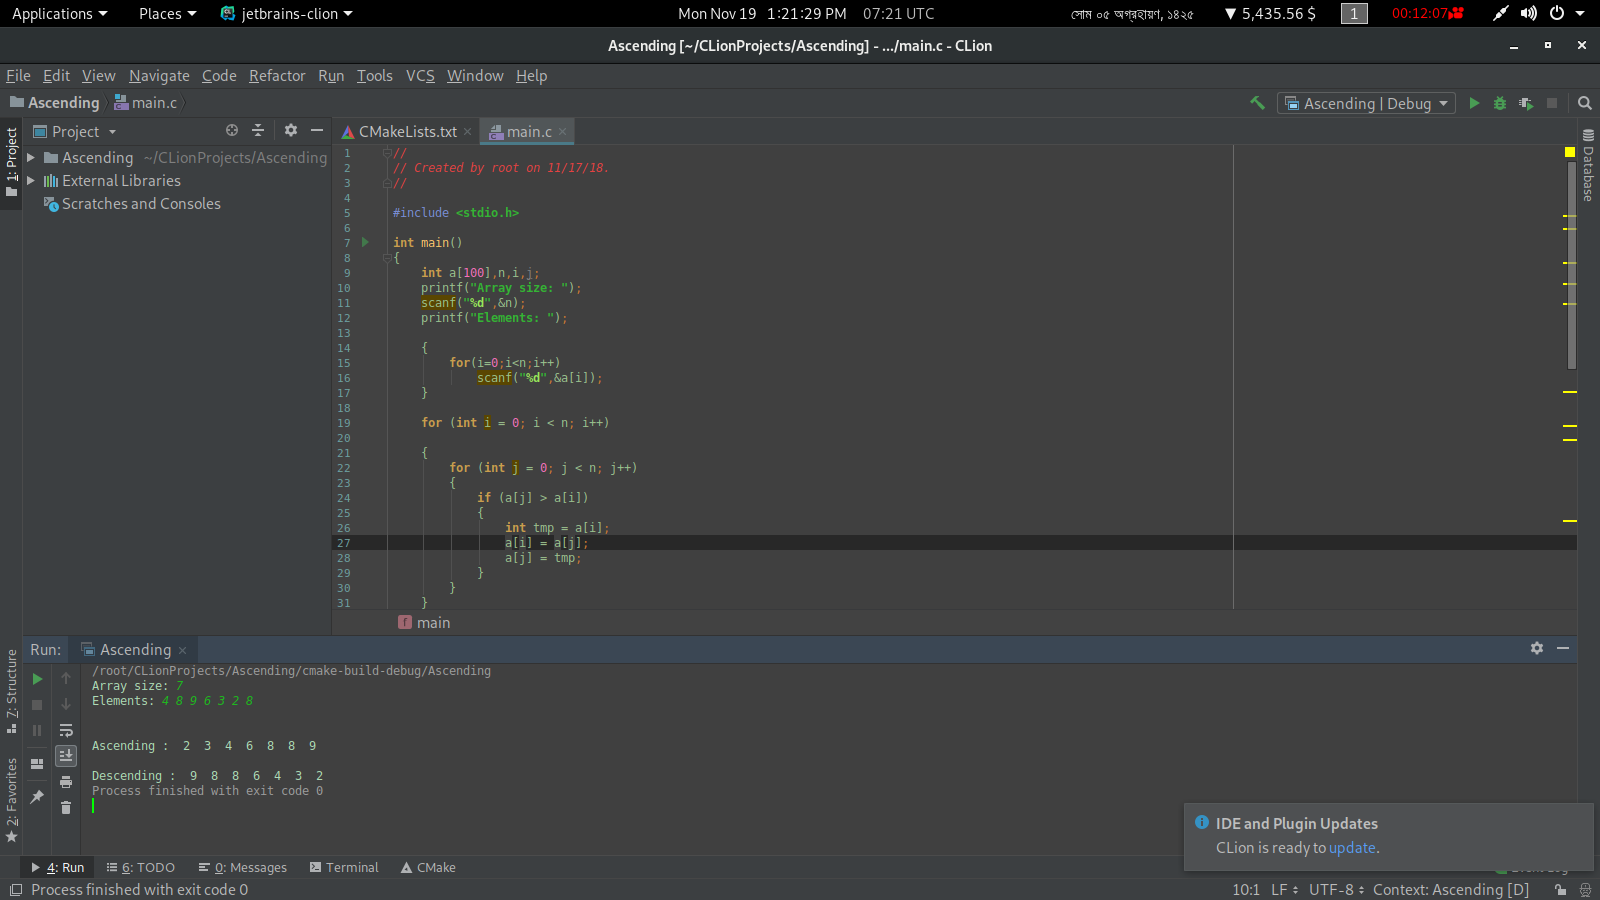 Applications Places jetbrains-clion Mon Nov 19 1:21:29 PM 07:21 UTC সোম ০৫ অগ্রহায়ণ, ১৪২৫ ▼ 5,435.56 $ 1 00:12:07
Ascending [~/CLionProjects/Ascending] - .../main.c - CLion
File Edit View Navigate Code Refactor Run Tools VCS Window Help
Ascending main.c Ascending | Debug
Project
CMakeLists.txt main.c
1: Project
Ascending ~/CLionProjects/Ascending
External Libraries
Scratches and Consoles
Database
1 //
2 // Created by root on 11/17/18.
3 //
4
5 #include <stdio.h>
6
7 int main()
8 {
9 int a[100],n,i,j;
10 printf("Array size: ");
11 scanf("%d",&n);
12 printf("Elements: ");
13
14 {
15 for(i=0;i<n;i++)
16 scanf("%d",&a[i]);
17 }
18
19 for (int i = 0; i < n; i++)
20
21 {
22 for (int j = 0; j < n; j++)
23 {
24 if (a[j] > a[i])
25 {
26 int tmp = a[i];
27 a[i] = a[j];
28 a[j] = tmp;
29 }
30 }
31 }
f main
Run: Ascending
7: Structure
2: Favorites
/root/CLionProjects/Ascending/cmake-build-debug/Ascending
Array size: 7
Elements: 4 8 9 6 3 2 8
Ascending : 2 3 4 6 8 8 9
Descending : 9 8 8 6 4 3 2
Process finished with exit code 0
IDE and Plugin Updates
CLion is ready to update.
4: Run 6: TODO 0: Messages Terminal CMake
Process finished with exit code 0 10:1 LF UTF-8 Context: Ascending [D]